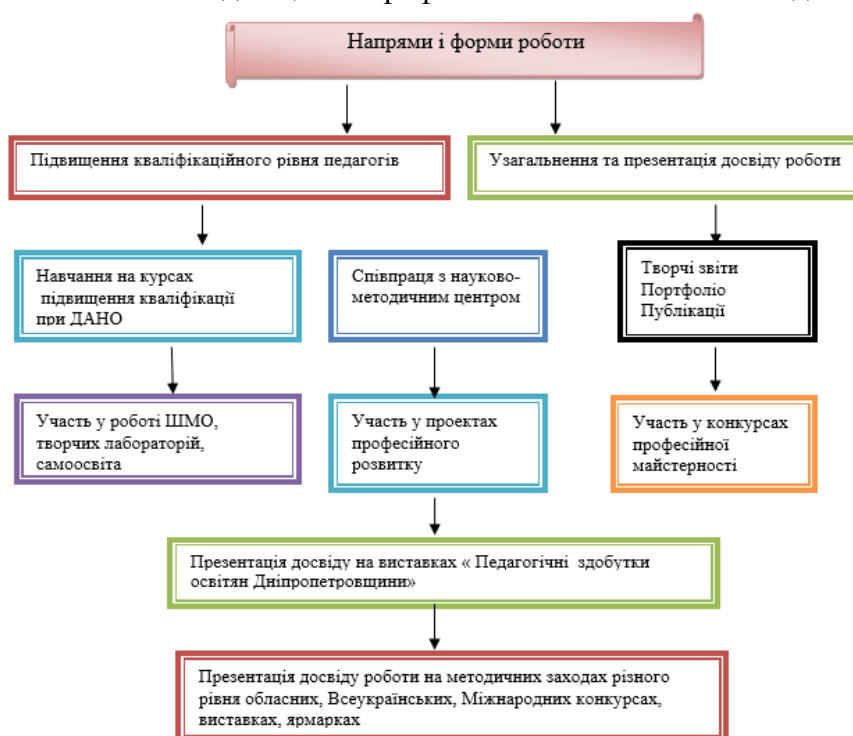 Напрями і форми роботи
Підвищення кваліфікаційного рівня педагогів
Узагальнення та презентація досвіду роботи
Навчання на курсах
підвищення кваліфікації
при ДАНО
Співпраця з науково-
методичним центром
Творчі звіти
Портфоліо
Публікації
Участь у роботі ШМО,
творчих лабораторій,
самоосвіта
Участь у проектах
професійного
розвитку
Участь у конкурсах
професійної
майстерності
Презентація досвіду на виставках « Педагогічні здобутки
освітян Дніпропетровщини»
Презентація досвіду роботи на методичних заходах різного
рівня обласних, Всеукраїнських, Міжнародних конкурсах,
виставках, ярмарках